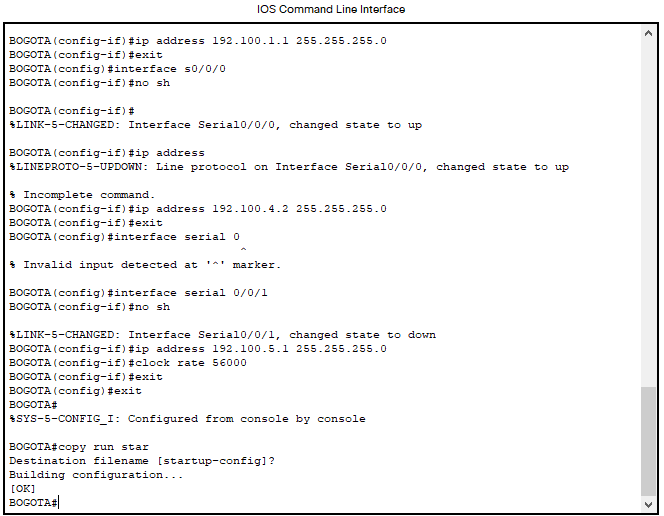 IOS Command Line Interface
BOGOTA(config-if)#ip address 192.100.1.1 255.255.255.0
BOGOTA(config-if)#exit
BOGOTA(config)#interface s0/0/0
BOGOTA(config-if)#no sh
BOGOTA(config-if)#
%LINK-5-CHANGED: Interface Serial0/0/0, changed state to up
BOGOTA(config-if)#ip address
%LINEPROTO-5-UPDOWN: Line protocol on Interface Serial0/0/0, changed state to up
% Incomplete command.
BOGOTA(config-if)#ip address 192.100.4.2 255.255.255.0
BOGOTA(config-if)#exit
BOGOTA(config)#interface serial 0
^
% Invalid input detected at '^' marker.
BOGOTA(config)#interface serial 0/0/1
BOGOTA(config-if)#no sh
%LINK-5-CHANGED: Interface Serial0/0/1, changed state to down
BOGOTA(config-if)#ip address 192.100.5.1 255.255.255.0
BOGOTA(config-if)#clock rate 56000
BOGOTA(config-if)#exit
BOGOTA(config)#exit
BOGOTA#
%SYS-5-CONFIG_I: Configured from console by console
BOGOTA#copy run star
Destination filename [startup-config]?
Building configuration...
[OK]
BOGOTA#